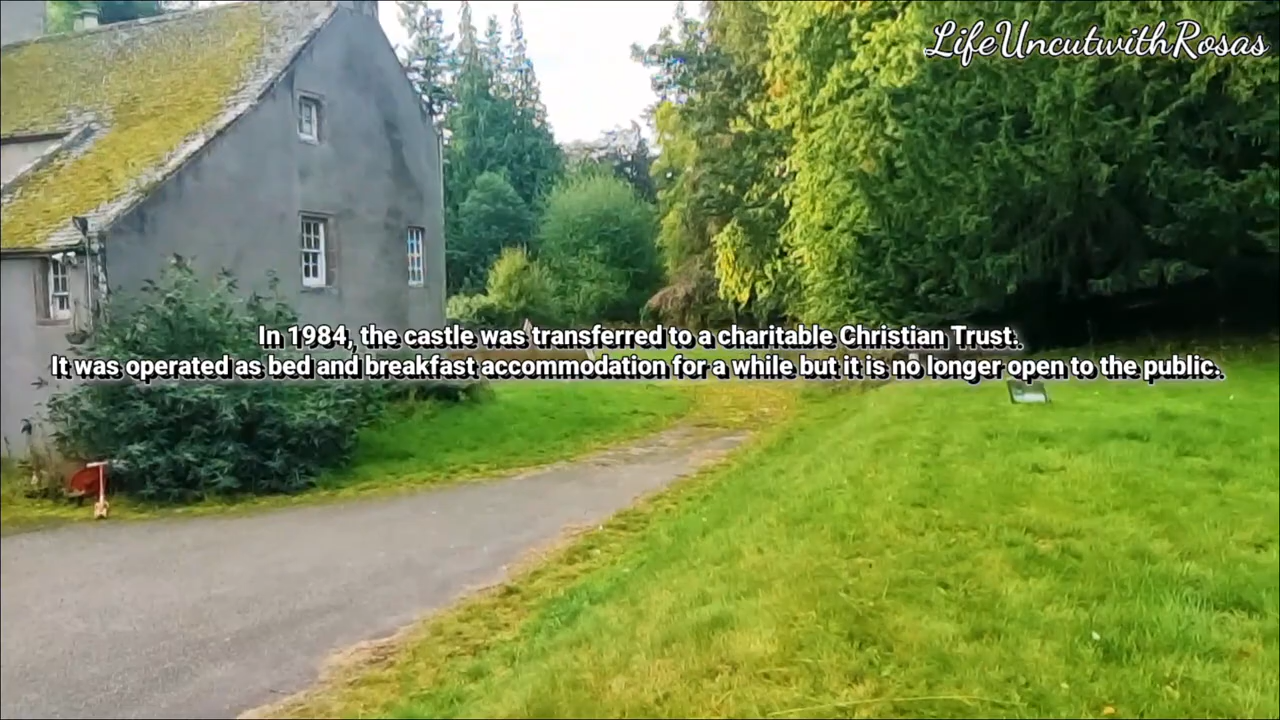 LifeUncutwithRosas
In 1984, the castle was transferred to a charitable Christian Trust.
It was operated as bed and breakfast accommodation for a while but it is no longer open to the public.